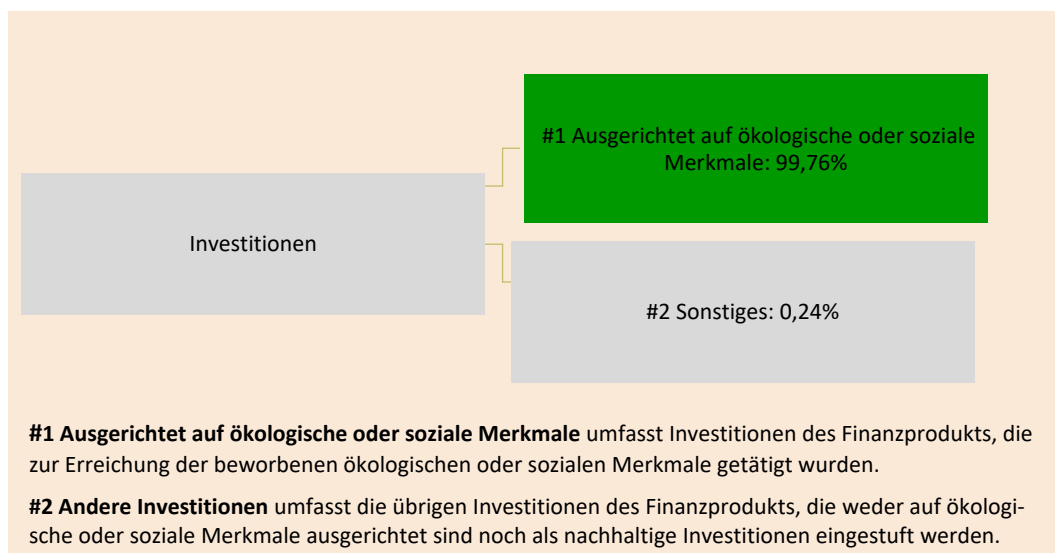 #1 Ausgerichtet auf ökologische oder soziale
Merkmale: 99,76%
Investitionen
#2 Sonstiges: 0,24%
#1 Ausgerichtet auf ökologische oder soziale Merkmale umfasst Investitionen des Finanzprodukts, die
zur Erreichung der beworbenen ökologischen oder sozialen Merkmale getätigt wurden.
#2 Andere Investitionen umfasst die übrigen Investitionen des Finanzprodukts, die weder auf ökologi-
sche oder soziale Merkmale ausgerichtet sind noch als nachhaltige Investitionen eingestuft werden.